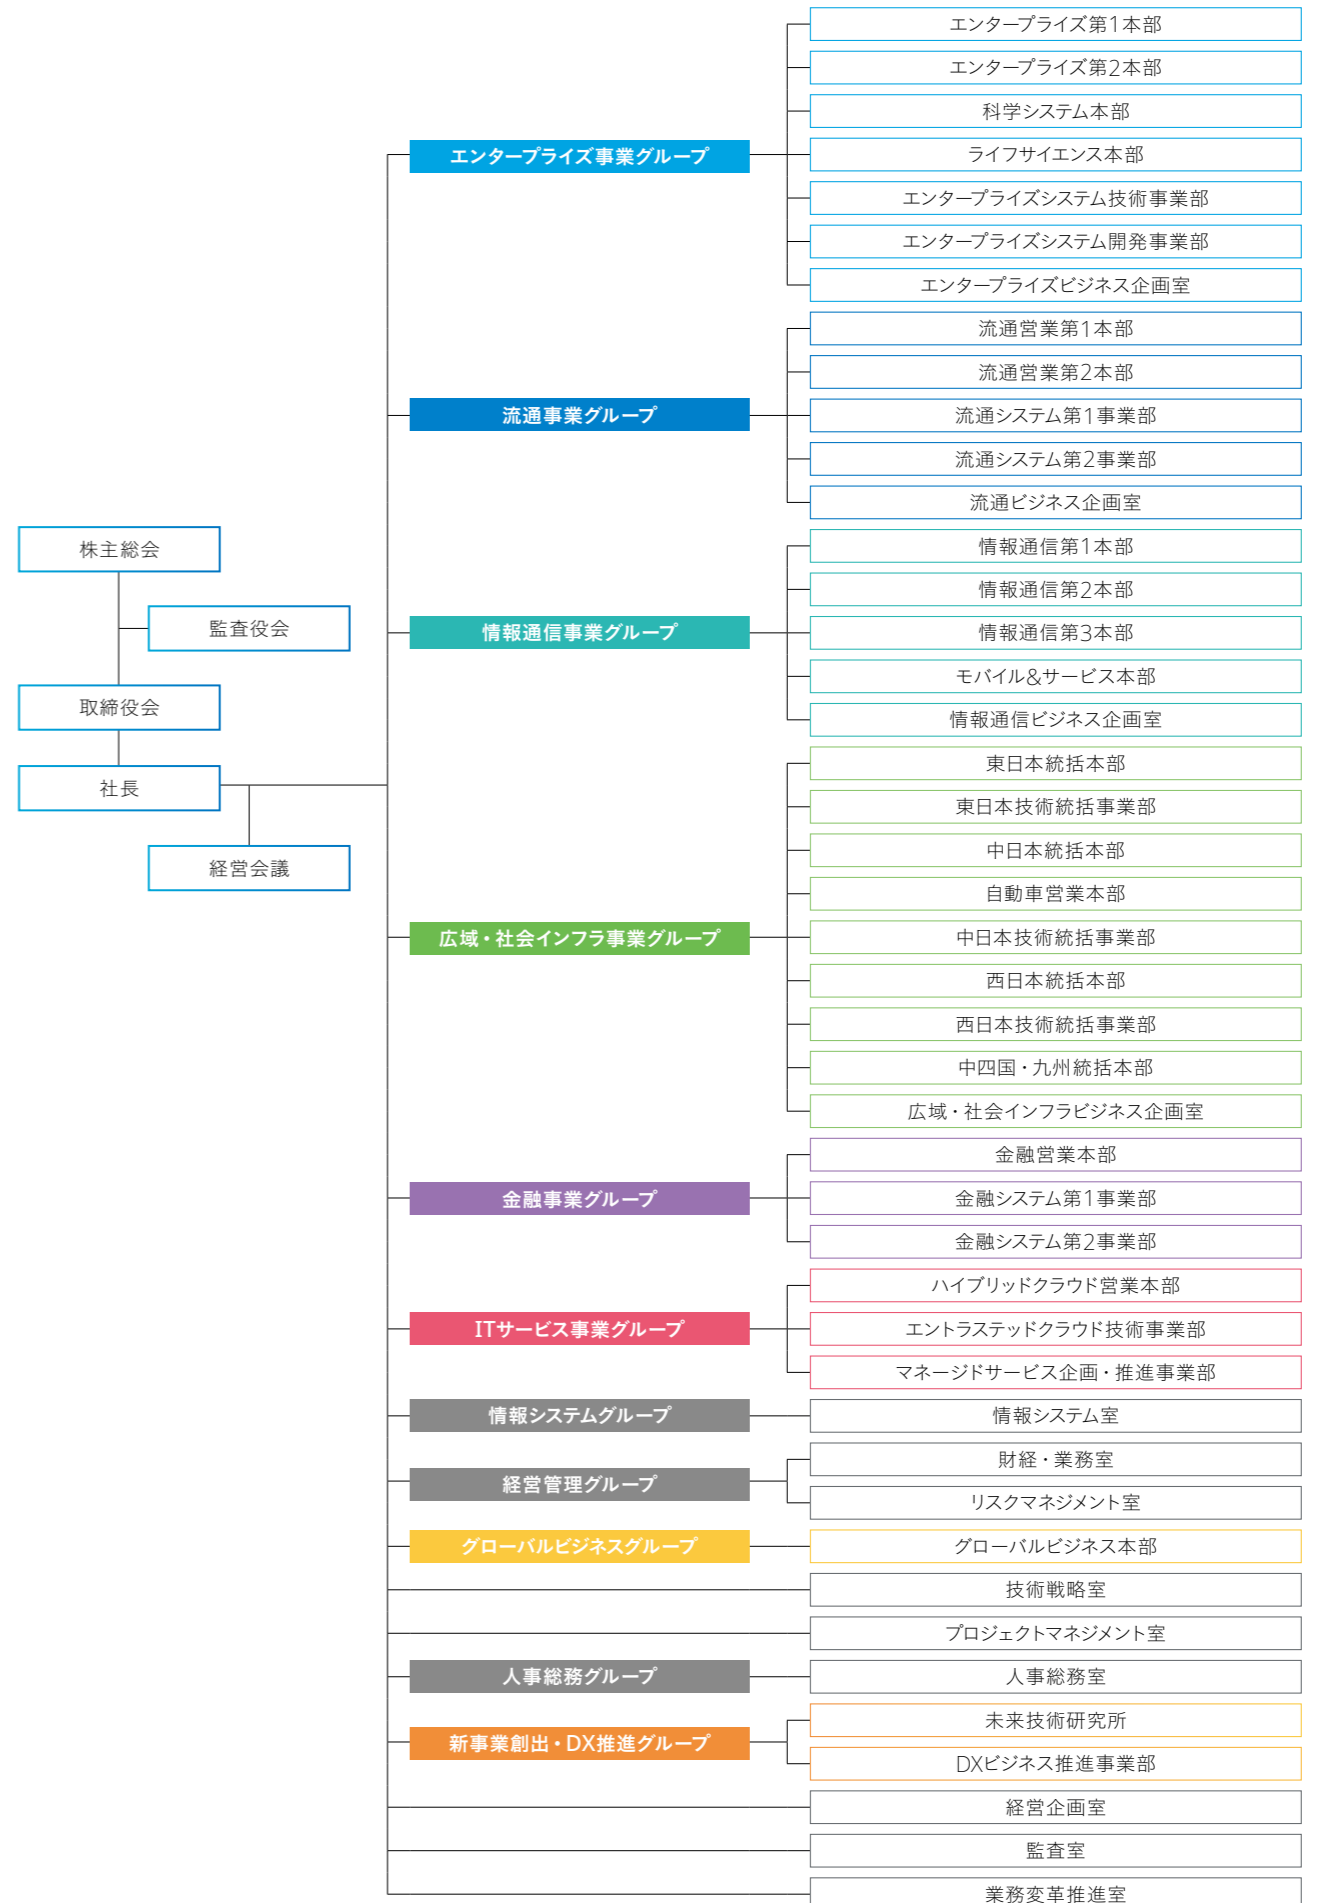 株主総会
監査役会
取締役会
社長
経営会議
エンタープライズ事業グループ
エンタープライズ第1本部
エンタープライズ第2本部
科学システム本部
ライフサイエンス本部
エンタープライズシステム技術事業部
エンタープライズシステム開発事業部
エンタープライズビジネス企画室
流通事業グループ
流通営業第1本部
流通営業第2本部
流通システム第1事業部
流通システム第2事業部
流通ビジネス企画室
情報通信事業グループ
情報通信第1本部
情報通信第2本部
情報通信第3本部
モバイル&サービス本部
情報通信ビジネス企画室
広域・社会インフラ事業グループ
東日本統括本部
東日本技術統括事業部
中日本統括本部
自動車営業本部
中日本技術統括事業部
西日本統括本部
西日本技術統括事業部
中四国・九州統括本部
広域・社会インフラビジネス企画室
金融事業グループ
金融営業本部
金融システム第1事業部
金融システム第2事業部
ITサービス事業グループ
ハイブリッドクラウド営業本部
エントラステッドクラウド技術事業部
マネージドサービス企画・推進事業部
情報システムグループ
情報システム室
経営管理グループ
財経・業務室
リスクマネジメント室
グローバルビジネスグループ
グローバルビジネス本部
技術戦略室
プロジェクトマネジメント室
人事総務グループ
人事総務室
新事業創出・DX推進グループ
未来技術研究所
DXビジネス推進事業部
経営企画室
監査室
業務変革推進室